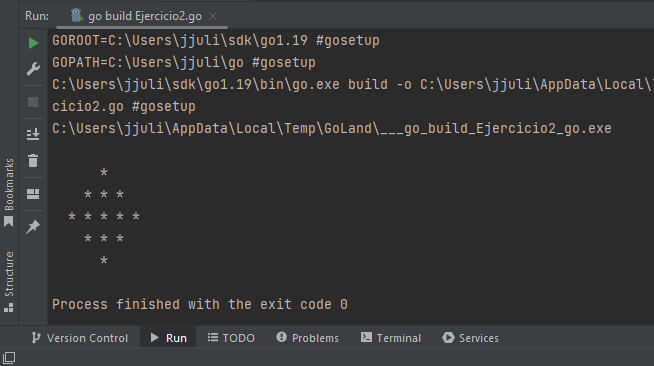 Run: go build Ejercicio2.go
GOROOT=C:\Users\jjuli\sdk\go1.19 #gosetup
GOPATH=C:\Users\jjuli\go #gosetup
C:\Users\jjuli\sdk\go1.19\bin\go.exe build -o C:\Users\jjuli\AppData\Local\
cicio2.go #gosetup
C:\Users\jjuli\AppData\Local\Temp\GoLand\___go_build_Ejercicio2_go.exe
*
* * *
* * * * *
* * *
*
Process finished with the exit code 0
Bookmarks
Structure
Version Control Run TODO Problems Terminal Services